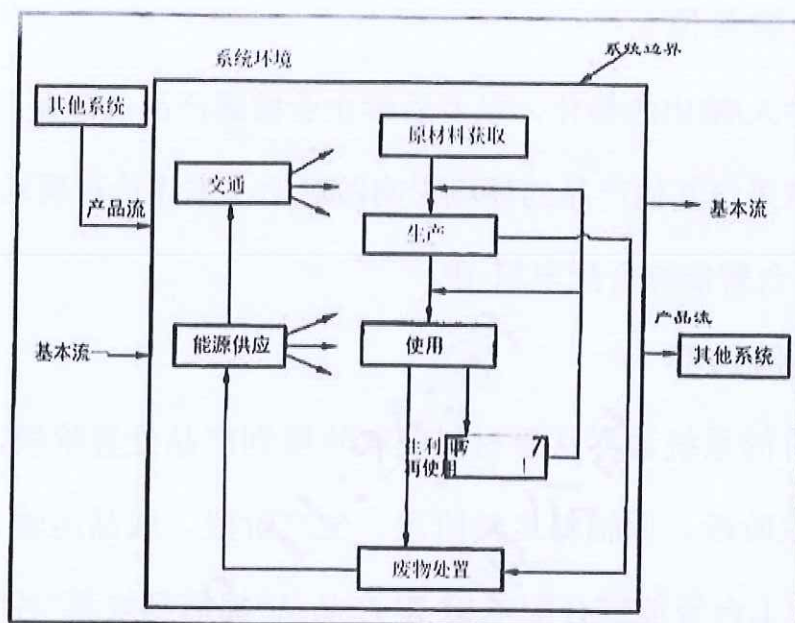 系统环境
系统边界
其他系统
原材料获取
交通
产品流
基本流
生产
产品流
基本流
能源供应
使用
其他系统
再使用
废物处置